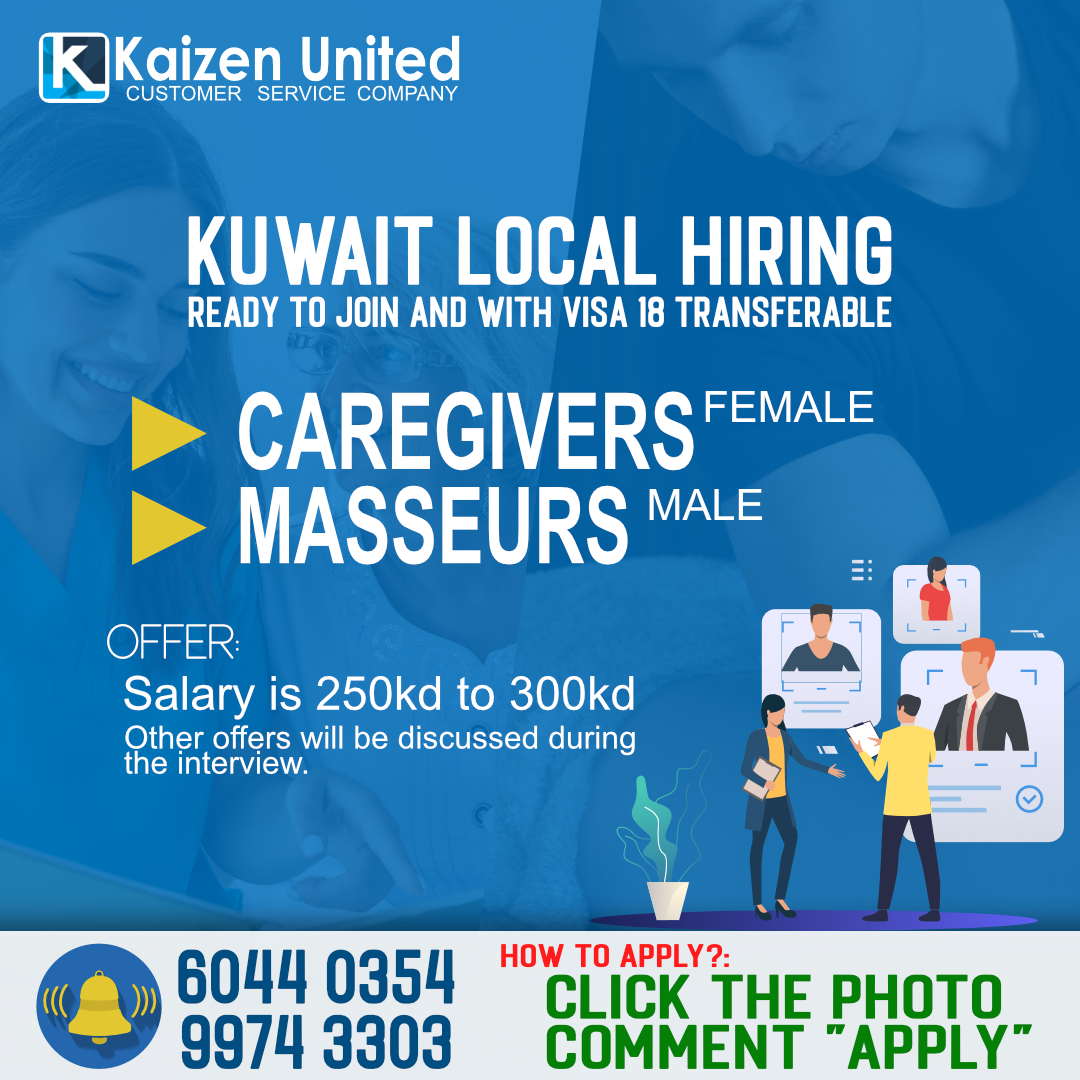 K Kaizen United
CUSTOMER SERVICE COMPANY
KUWAIT LOCAL HIRING
READY TO JOIN AND WITH VISA 18 TRANSFERABLE
CAREGIVERS FEMALE
MASSEURS MALE
OFFER:
Salary is 250kd to 300kd
Other offers will be discussed during
the interview.
6044 0354
9974 3303
HOW TO APPLY?:
CLICK THE PHOTO
COMMENT "APPLY"